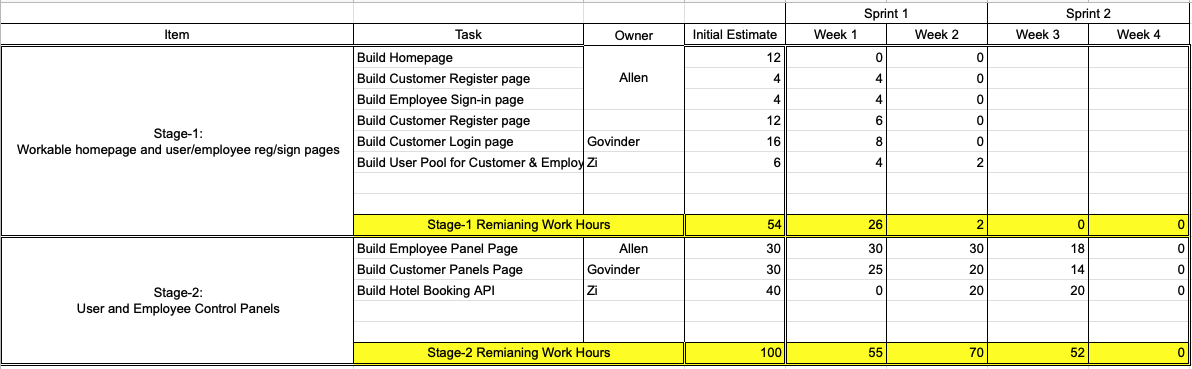 Sprint 1 Sprint 2
Item Task Owner Initial Estimate Week 1 Week 2 Week 3 Week 4
Build Homepage 12 0 0
Build Customer Register page Allen 4 4 0
Build Employee Sign-in page 4 4 0
Build Customer Register page 12 6 0
Stage-1:
Workable homepage and user/employee reg/sign pages
Build Customer Login page Govinder 16 8 0
Build User Pool for Customer & Employ Zi 6 4 2
Stage-1 Remianing Work Hours 54 26 2 0 0
Build Employee Panel Page Allen 30 30 30 18 0
Build Customer Panels Page Govinder 30 25 20 14 0
Stage-2:
User and Employee Control Panels
Build Hotel Booking API Zi 40 0 20 20 0
Stage-2 Remianing Work Hours 100 55 70 52 0